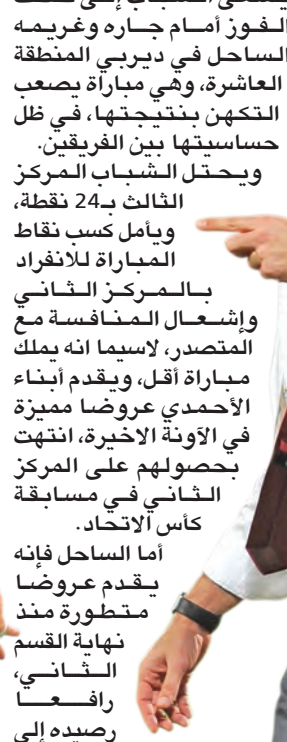 الفوز أمام جاره وغريمه
الساحل في ديربي المنطقة
العاشرة، وهي مباراة يصعب
التكهن بنتيجتها، في ظل
حساسيتها بين الفريقين.
ويحتل الشباب المركز
الثالث بـ24 نقطة،
ويأمل كسب نقاط
المباراة للانفراد
بالمركز الثاني
وإشعال المنافسة مع
المتصدر، لاسيما انه يملك
مباراة أقل، ويقدم أبناء
الأحمدي عروضا مميزة
في الآونة الاخيرة، انتهت
بحصولهم على المركز
الثاني في مسابقة
كأس الاتحاد.
أما الساحل فإنه
يقدم عروضا
متطورة منذ
نهاية القسم
الثاني،
رافعا
رصيده إلى